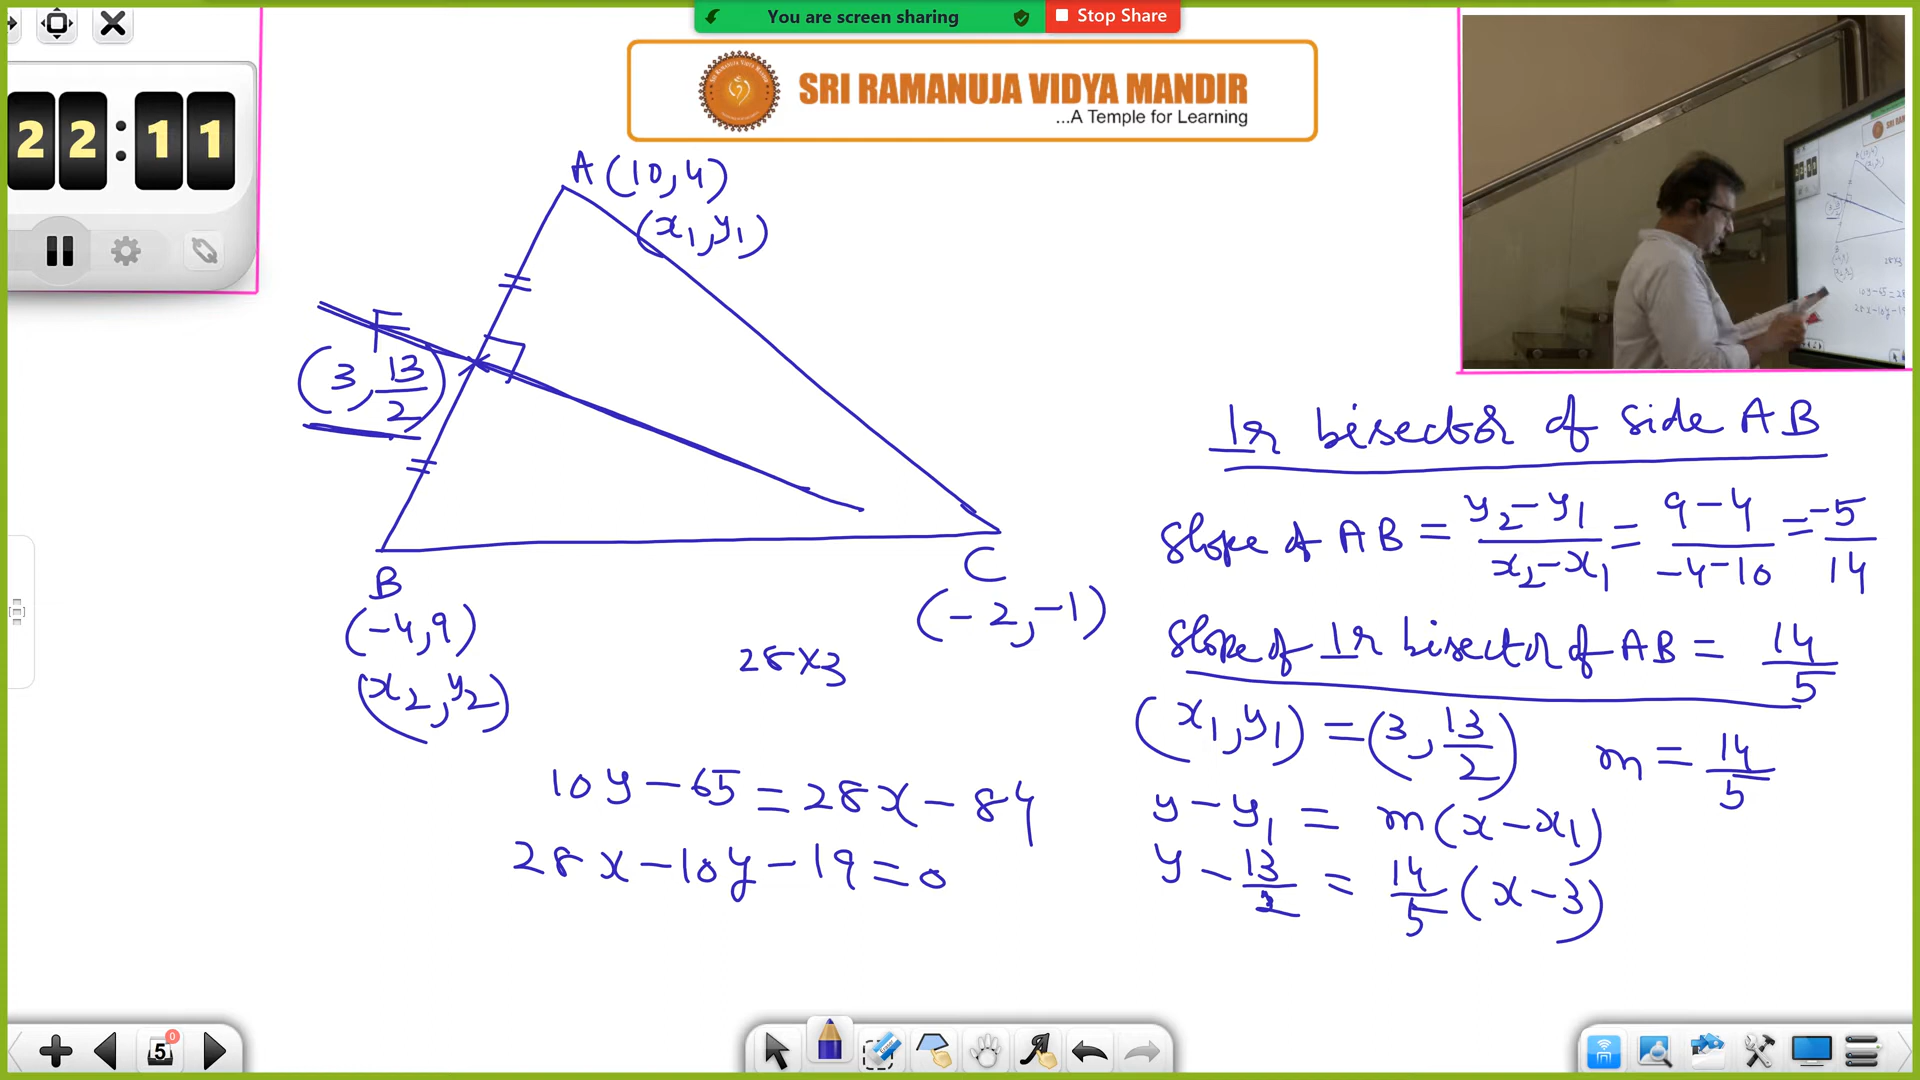 You are screen sharing
Stop Share
SRI RAMANUJA VIDYA MANDIR
...A Temple for Learning
22:11
A (10,4)
(x₁,y₁)
F
(3, 13/2)
B
(-4,9)
(x₂,y₂)
C
(-2,-1)
28×3
10y-65=28x-84
28x-10y-19=0
⊥r bisector of side AB
slope of AB = y₂-y₁/x₂-x₁ = 9-4/-4-10 = -5/14
slope of ⊥r bisector of AB = 14/5
(x₁,y₁) = (3, 13/2) m = 14/5
y-y₁ = m(x-x₁)
y - 13/2 = 14/5 (x-3)
5
0